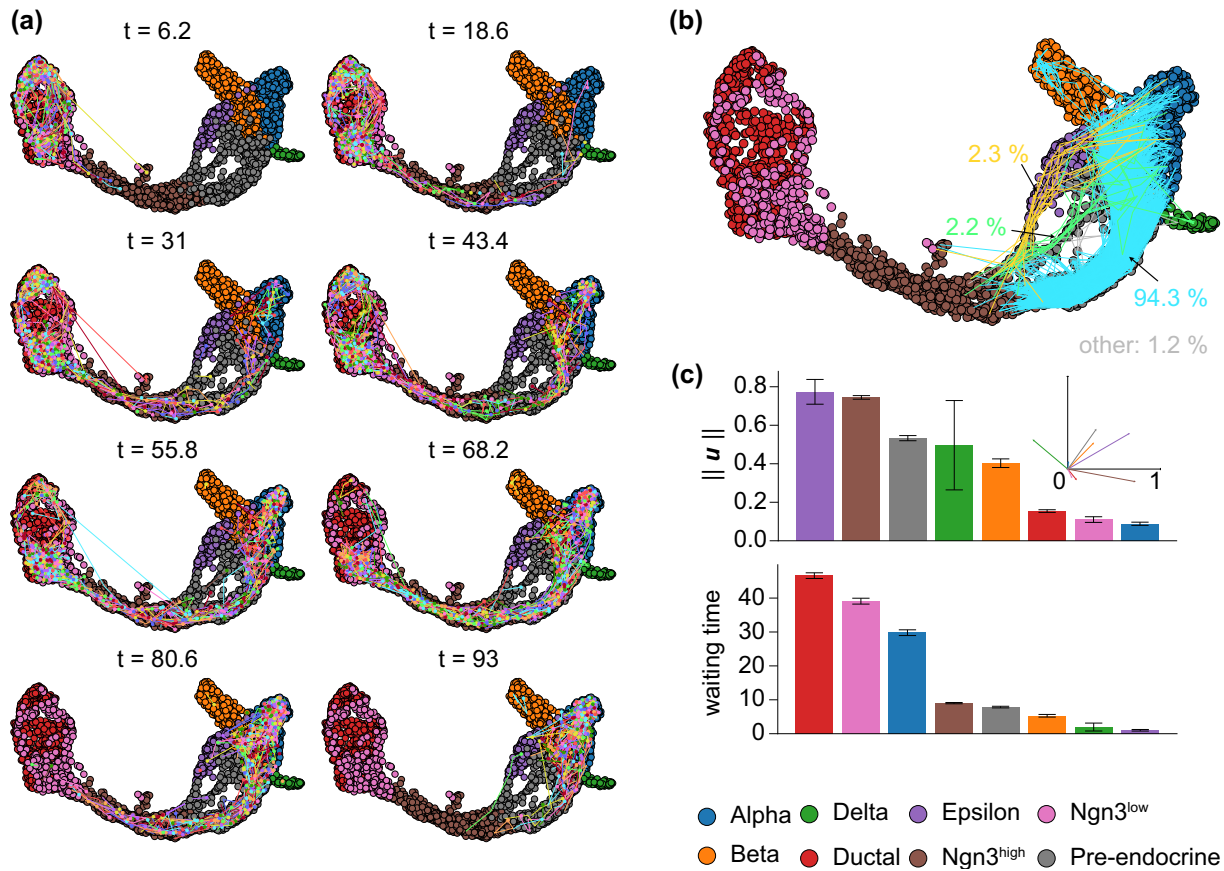 (a)
t = 6.2
t = 18.6
t = 31
t = 43.4
t = 55.8
t = 68.2
t = 80.6
t = 93
(b)
2.3 %
2.2 %
94.3 %
other: 1.2 %
(c)
|| u ||
0.8
0.6
0.4
0.2
0.0
0
1
waiting time
40
30
20
10
0
Alpha
Delta
Epsilon
Ngn3low
Beta
Ductal
Ngn3high
Pre-endocrine